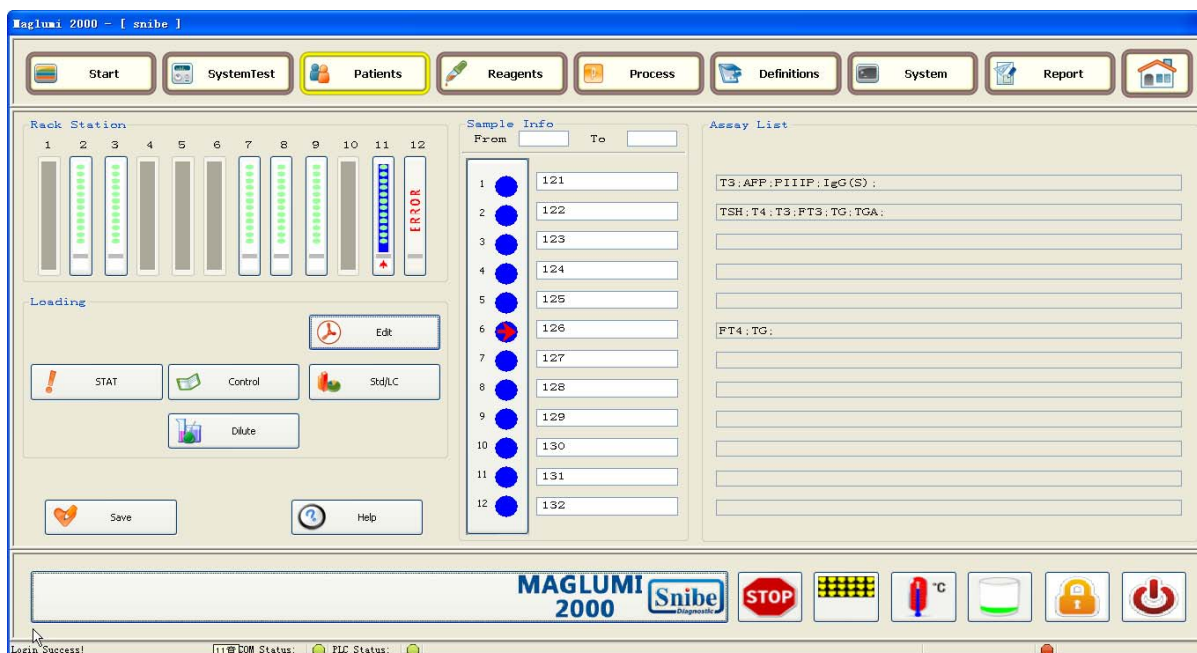 Maglumi 2000 - [ snibe ]
Start SystemTest Patients Reagents Process Definitions System Report
Rack Station
1 2 3 4 5 6 7 8 9 10 11 12
ERROR
Loading
Edit
STAT Control Std/LC
Dilute
Save Help
Sample Info
From To
1 121
2 122
3 123
4 124
5 125
6 126
7 127
8 128
9 129
10 130
11 131
12 132
Assay List
T3;AFP;PIIIP;IgG(S);
TSH;T4;T3;FT3;TG;TGA;
FT4;TG;
MAGLUMI
2000
Snibe
Diagnostic
STOP
°C
Login Success! COM Status: PLC Status: